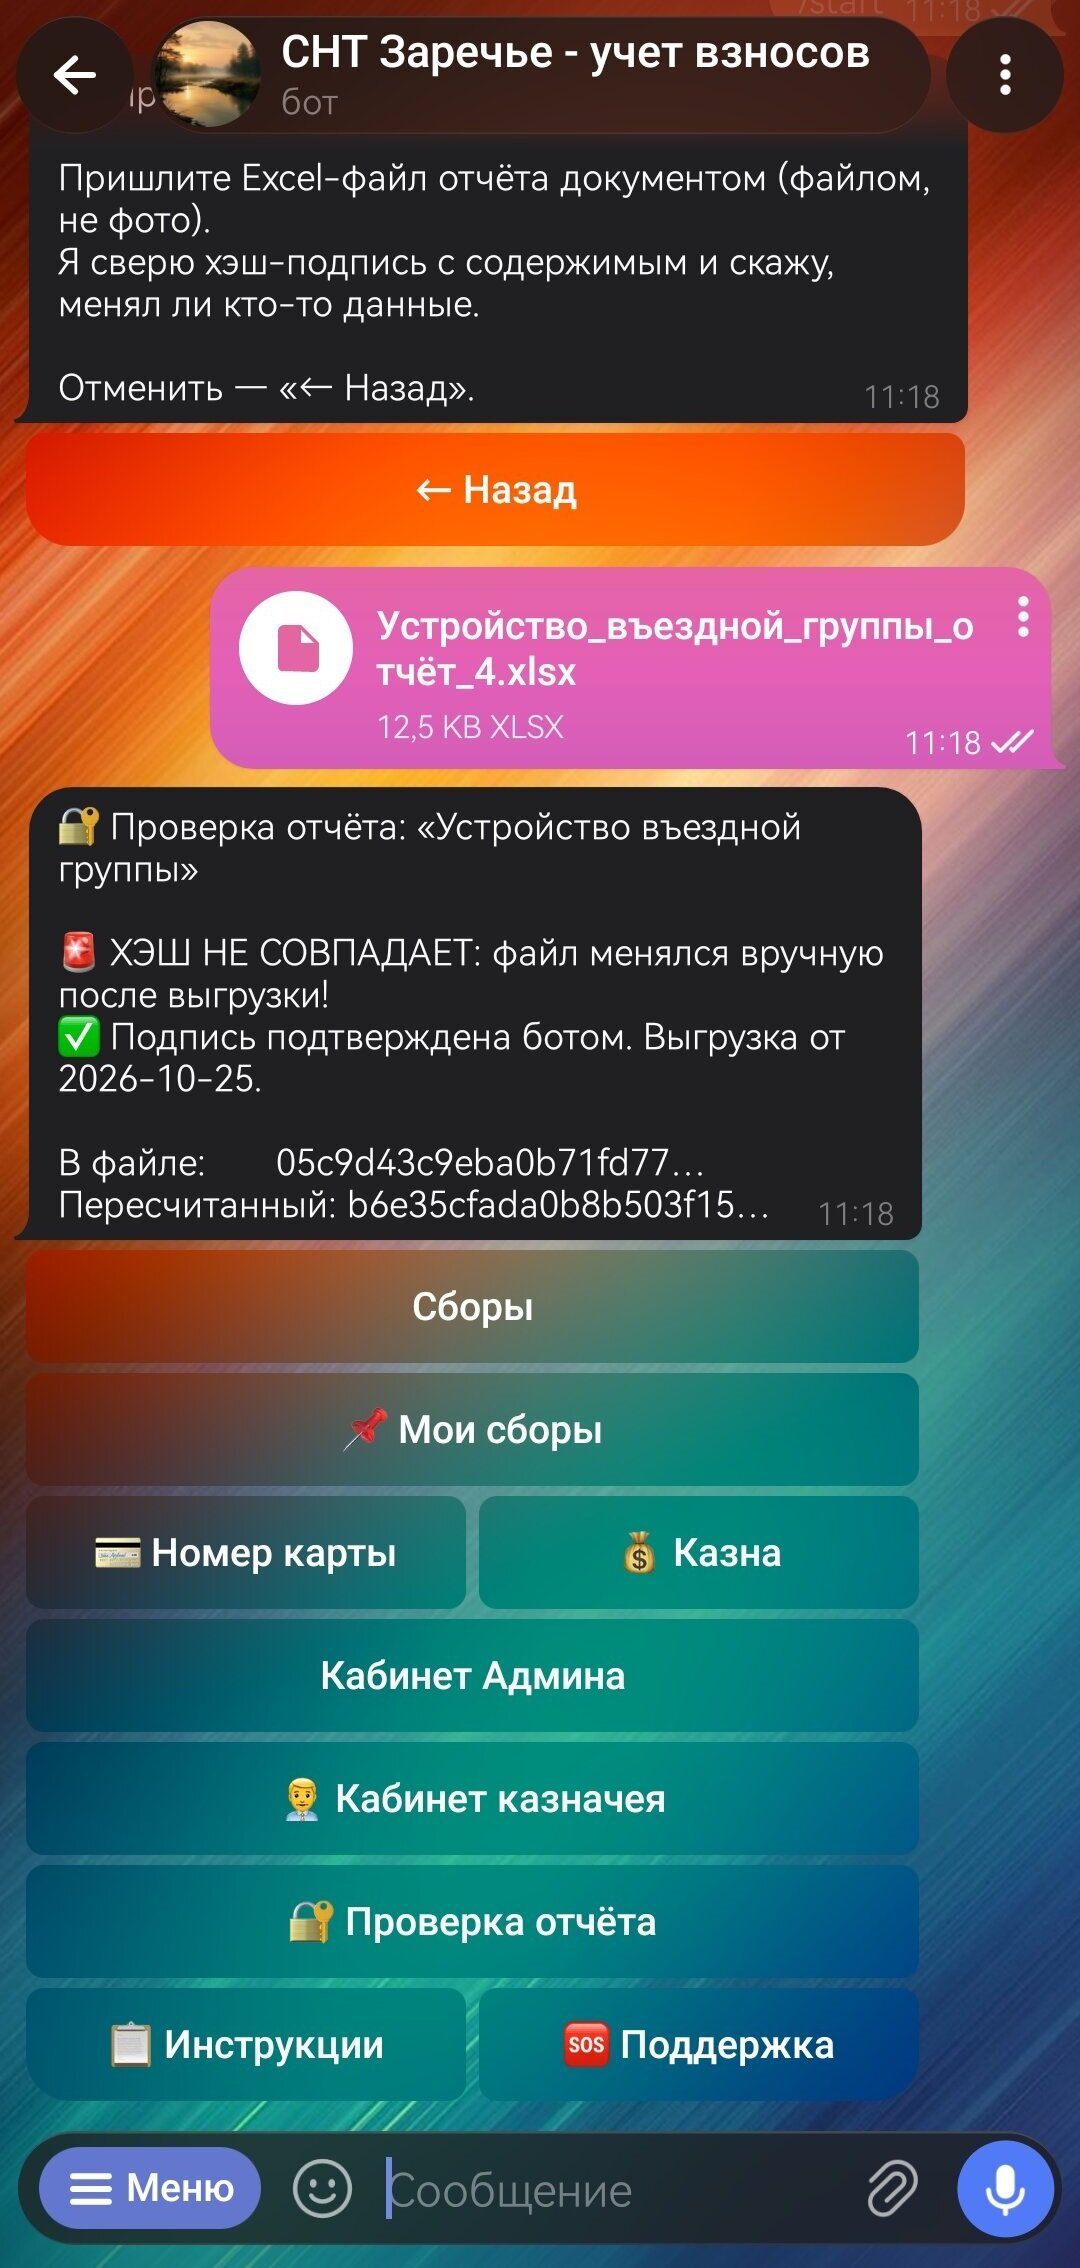 /start 11:18
СНТ Заречье - учет взносов
бот
Пришлите Excel-файл отчёта документом (файлом,
не фото).
Я сверю хэш-подпись с содержимым и скажу,
менял ли кто-то данные.
Отменить — «← Назад».
11:18
← Назад
Устройство_въездной_группы_о
тчёт_4.xlsx
12,5 KB XLSX
11:18
🔐 Проверка отчёта: «Устройство въездной
группы»
🚨 ХЭШ НЕ СОВПАДАЕТ: файл менялся вручную
после выгрузки!
✅ Подпись подтверждена ботом. Выгрузка от
2026-10-25.
В файле: 05c9d43c9eba0b71fd77...
Пересчитанный: b6e35cfada0b8b503f15...
11:18
Сборы
📌 Мои сборы
💳 Номер карты
💰 Казна
Кабинет Админа
👨‍💼 Кабинет казначея
🔐 Проверка отчёта
📋 Инструкции
🆘 Поддержка
Меню
Сообщение